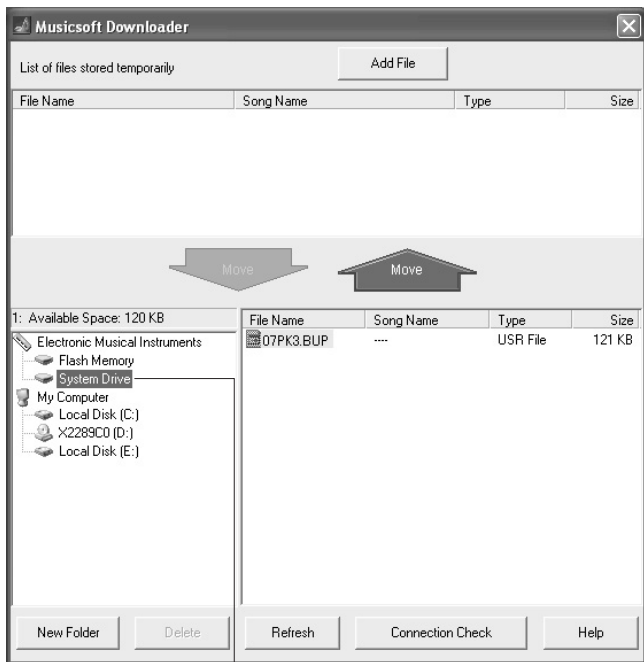 Musicsoft Downloader
List of files stored temporarily
Add File
File Name Song Name Type Size
Move Move
1: Available Space: 120 KB
File Name Song Name Type Size
Electronic Musical Instruments
07PK3.BUP ---- USR File 121 KB
Flash Memory
System Drive
My Computer
Local Disk (C:)
X2289C0 (D:)
Local Disk (E:)
New Folder Delete Refresh Connection Check Help